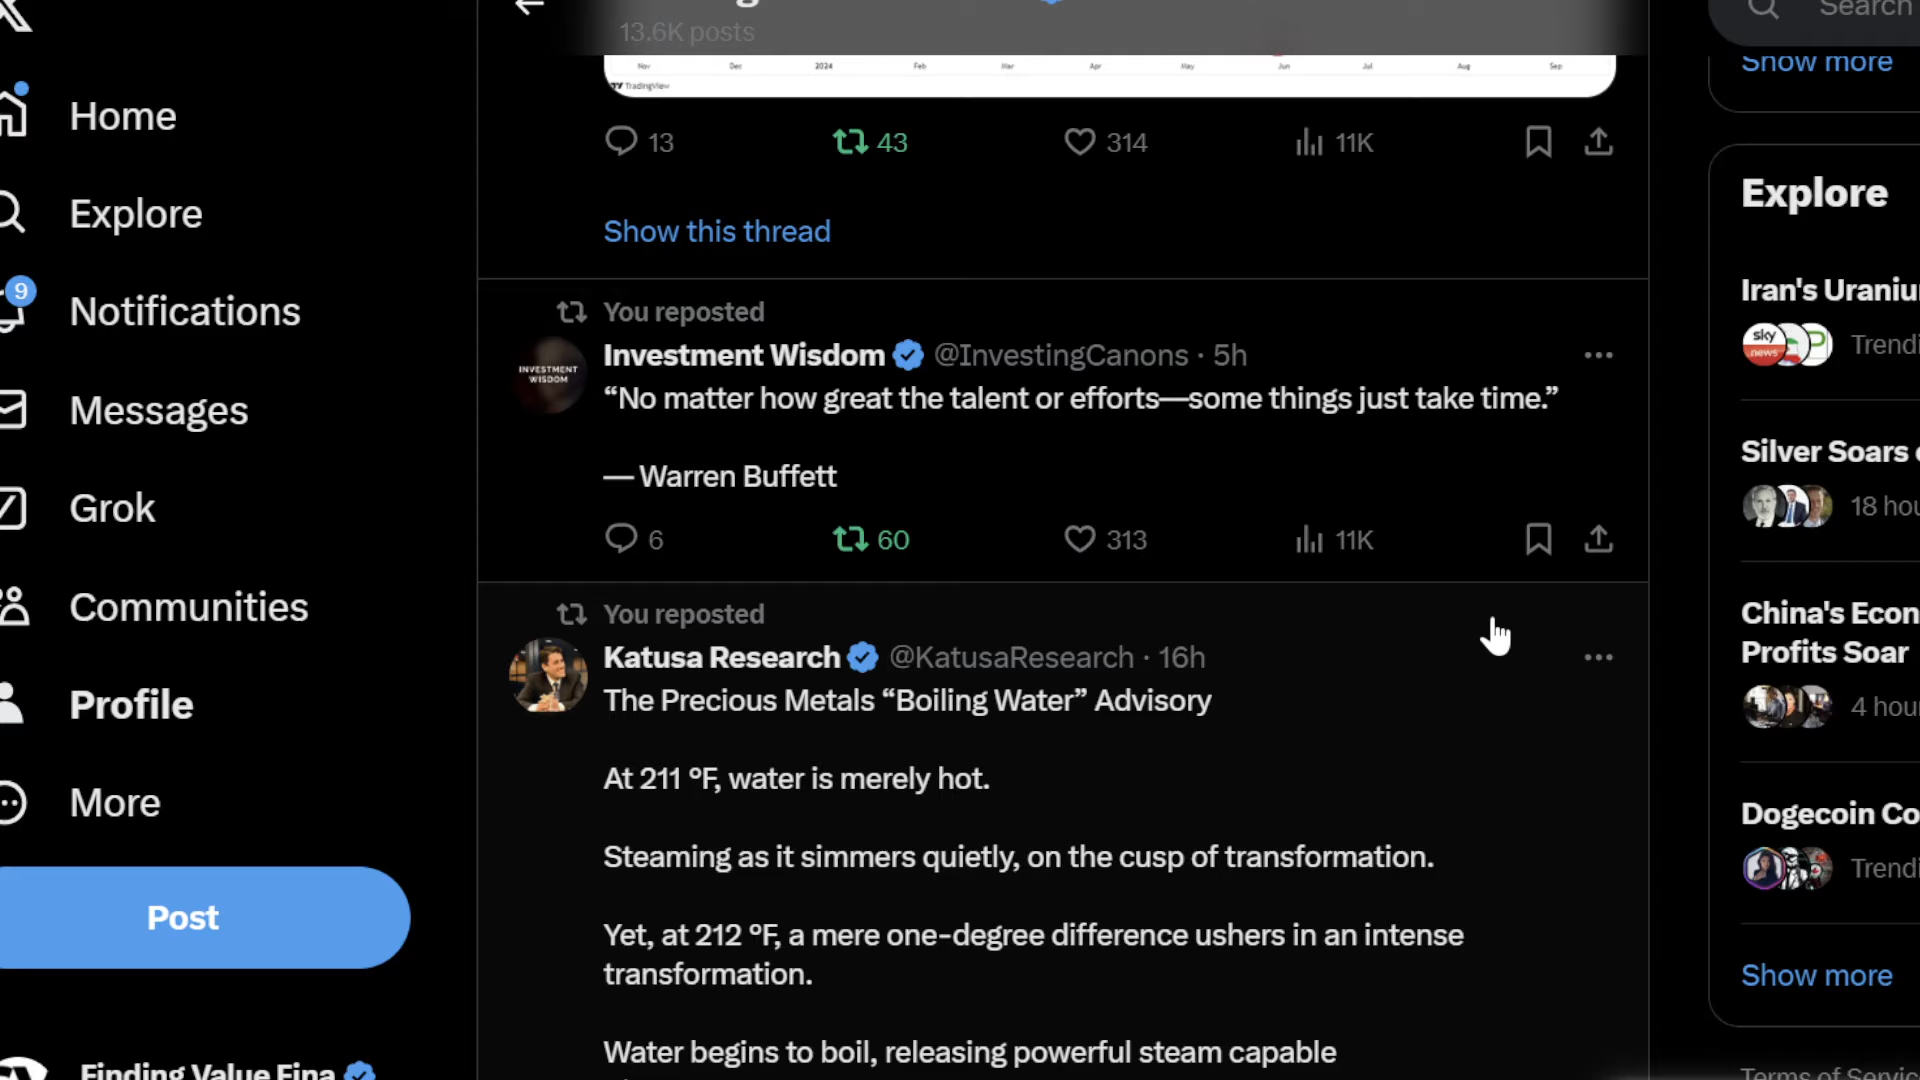 13.6K posts
Search
Show more
Nov Dec 2024 Feb Mar Apr May Jun Jul Aug Sep
TradingView
13 43 314 11K
Show this thread
Home
Explore
9
Notifications
Messages
Grok
Communities
Profile
More
Post
Finding Value Fina
You reposted
Investment Wisdom @InvestingCanons · 5h
INVESTMENT
WISDOM
“No matter how great the talent or efforts—some things just take time.”
— Warren Buffett
6 60 313 11K
You reposted
Katusa Research @KatusaResearch · 16h
The Precious Metals “Boiling Water” Advisory
At 211 °F, water is merely hot.
Steaming as it simmers quietly, on the cusp of transformation.
Yet, at 212 °F, a mere one-degree difference ushers in an intense
transformation.
Water begins to boil, releasing powerful steam capable
Explore
Iran's Uraniu
sky
news
Trendi
Silver Soars
18 hou
China's Econ
Profits Soar
4 hou
Dogecoin Co
Trendi
Show more
Terms of Servic